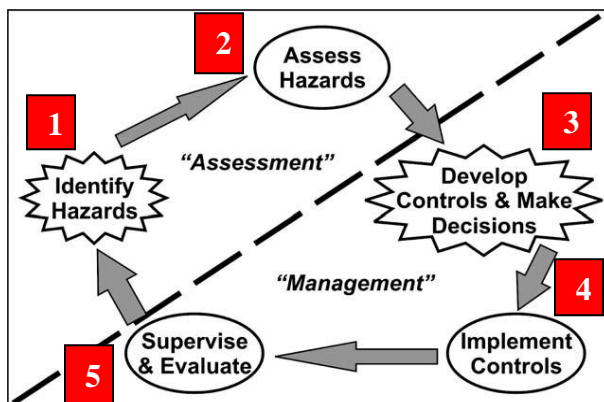 2
Assess
Hazards
1
Identify
Hazards
“Assessment”
3
Develop
Controls & Make
Decisions
“Management”
4
Implement
Controls
5
Supervise
& Evaluate